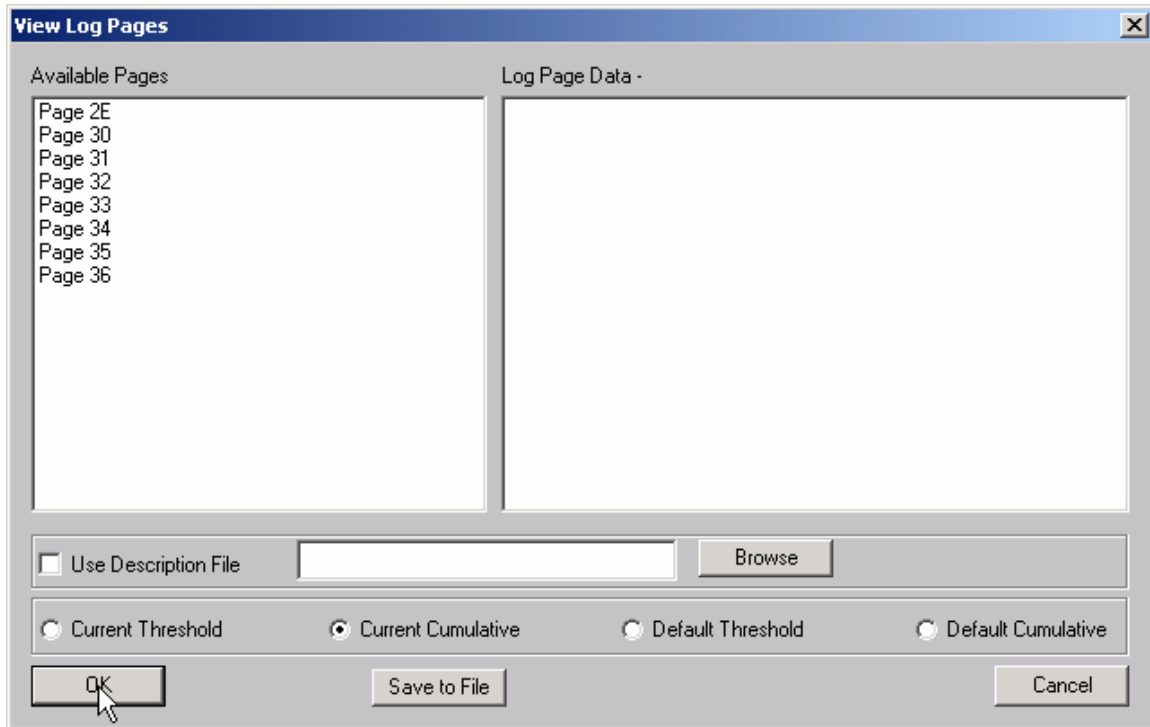 View Log Pages
Available Pages
Log Page Data -
Page 2E
Page 30
Page 31
Page 32
Page 33
Page 34
Page 35
Page 36
Use Description File
Browse
Current Threshold
Current Cumulative
Default Threshold
Default Cumulative
OK
Save to File
Cancel